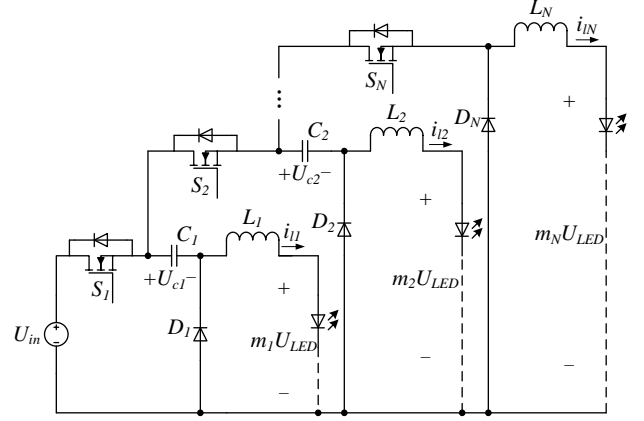 L_N
i_lN
S_N
+
D_N
m_N U_LED
–
C_2
L_2
i_l2
S_2
+U_c2–
D_2
+
m_2 U_LED
–
C_1
L_1
i_l1
S_1
+U_c1–
D_1
+
m_1 U_LED
–
U_in
+
–